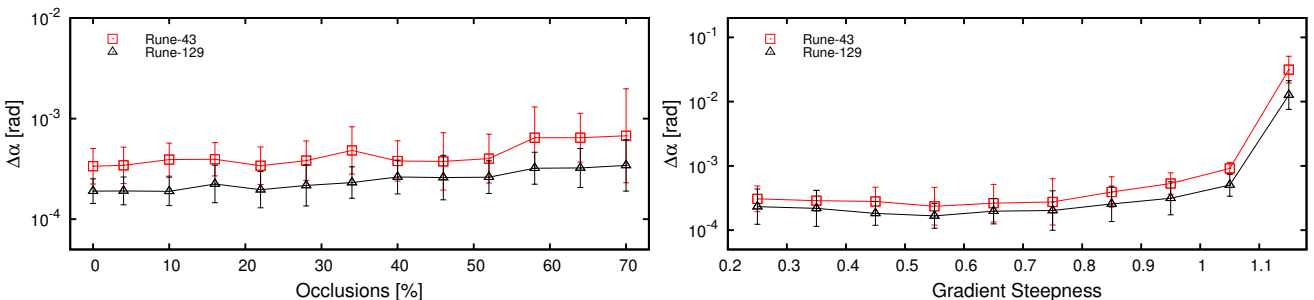 10^-2
10^-3
10^-4
Δα [rad]
Rune-43
Rune-129
0 10 20 30 40 50 60 70
Occlusions [%]
10^-1
10^-2
10^-3
10^-4
Δα [rad]
Rune-43
Rune-129
0.2 0.3 0.4 0.5 0.6 0.7 0.8 0.9 1 1.1
Gradient Steepness